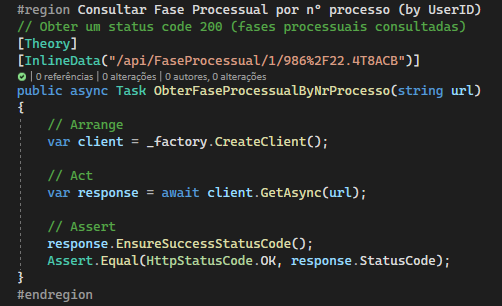 #region Consultar Fase Processual por nº processo (by UserID)
// Obter um status code 200 (fases processuais consultadas)
[Theory]
[InlineData("/api/FaseProcessual/1/986%2F22.4T8ACB")]
| 0 referências | 0 alterações | 0 autores, 0 alterações
public async Task ObterFaseProcessualByNrProcesso(string url)
{
// Arrange
var client = _factory.CreateClient();
// Act
var response = await client.GetAsync(url);
// Assert
response.EnsureSuccessStatusCode();
Assert.Equal(HttpStatusCode.OK, response.StatusCode);
}
#endregion